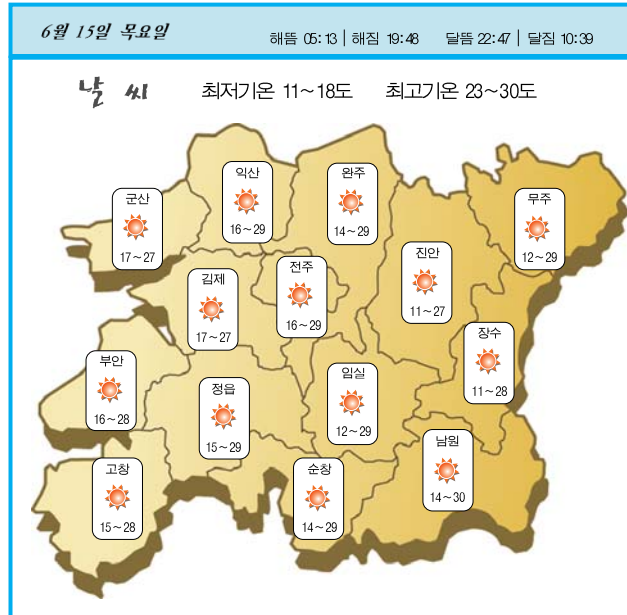 6월 15일 목요일
해뜸 05:13 | 해짐 19:48 달뜸 22:47 | 달짐 10:39
날 씨 최저기온 11~18도 최고기온 23~30도
익산
16~29
완주
14~29
군산
17~27
무주
12~29
진안
11~27
전주
16~29
김제
17~27
장수
11~28
부안
16~28
임실
12~29
정읍
15~29
남원
14~30
고창
15~28
순창
14~29